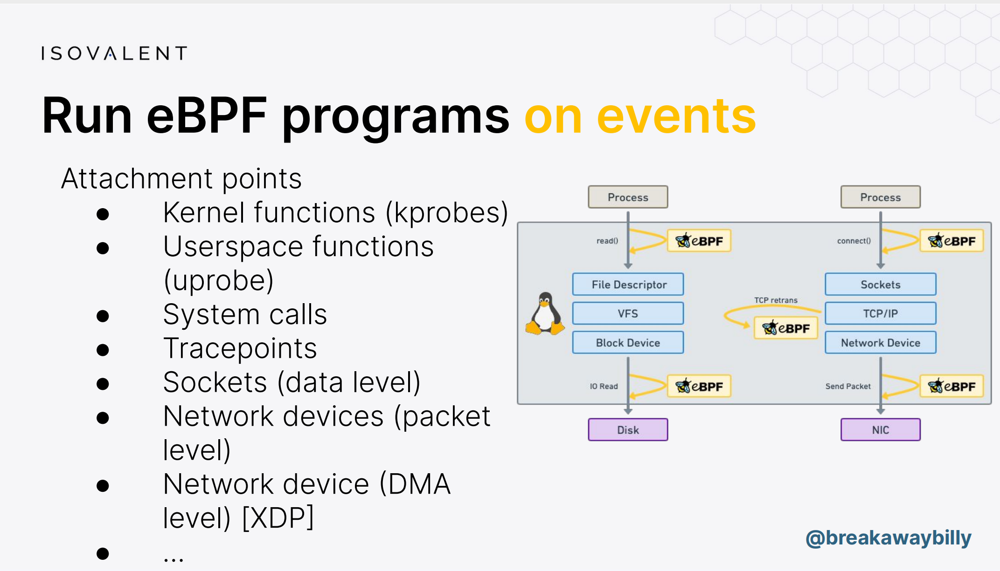 ISOVALENT
Run eBPF programs on events
Attachment points
● Kernel functions (kprobes)
● Userspace functions
(uprobe)
● System calls
● Tracepoints
● Sockets (data level)
● Network devices (packet
level)
● Network device (DMA
level) [XDP]
● ...
Process
read()
eBPF
File Descriptor
VFS
Block Device
IO Read
eBPF
Disk
Process
connect()
eBPF
Sockets
TCP retrans
TCP/IP
eBPF
Network Device
Send Packet
eBPF
NIC
@breakawaybilly